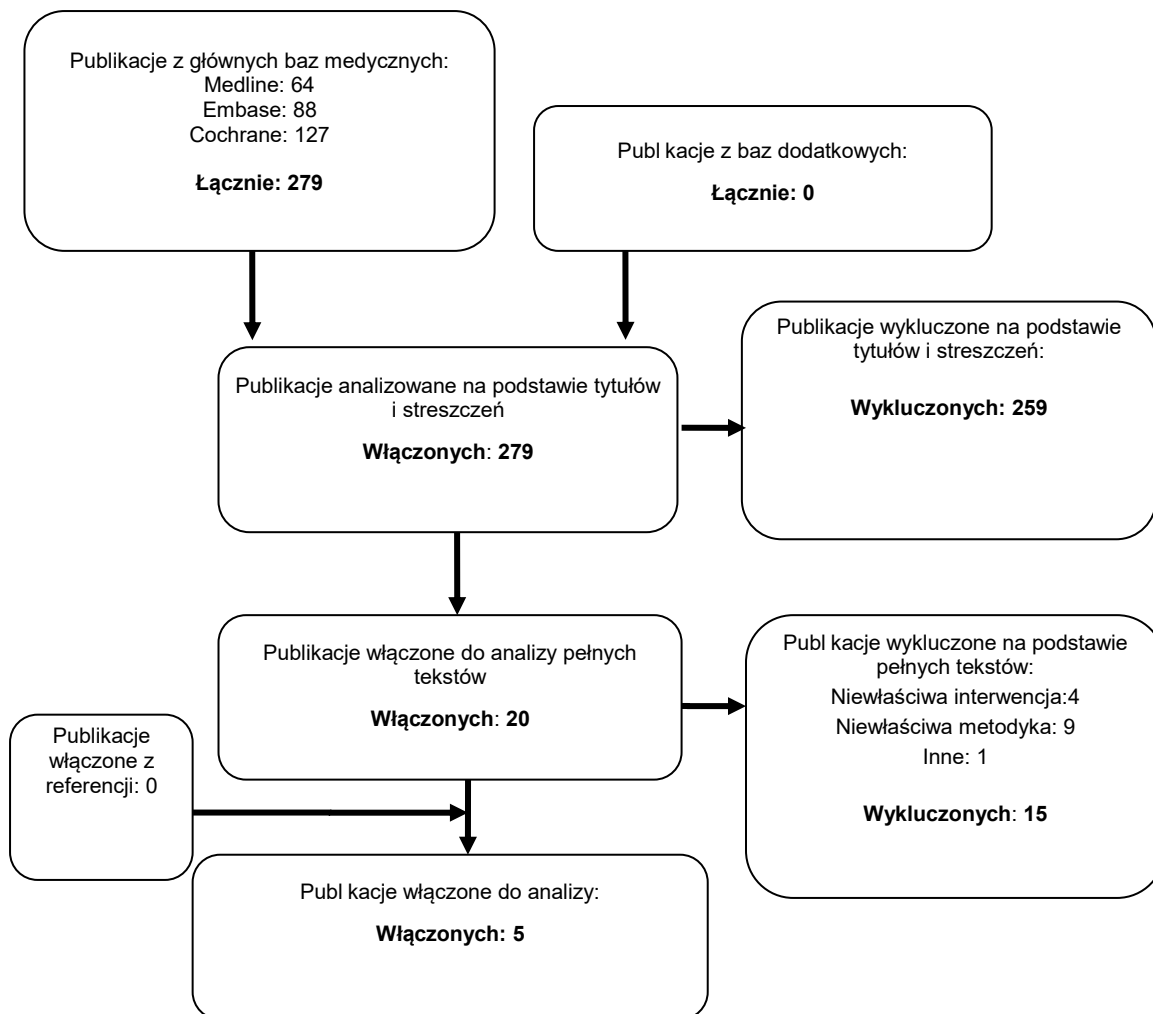 Publikacje z głównych baz medycznych:
Medline: 64
Embase: 88
Cochrane: 127
Łącznie: 279
Publ kacje z baz dodatkowych:
Łącznie: 0
Publikacje analizowane na podstawie tytułów
i streszczeń
Włączonych: 279
Publikacje wykluczone na podstawie
tytułów i streszczeń:
Wykluczonych: 259
Publikacje włączone do analizy pełnych
tekstów
Włączonych: 20
Publ kacje wykluczone na podstawie
pełnych tekstów:
Niewłaściwa interwencja:4
Niewłaściwa metodyka: 9
Inne: 1
Wykluczonych: 15
Publikacje
włączone z
referencji: 0
Publ kacje włączone do analizy:
Włączonych: 5